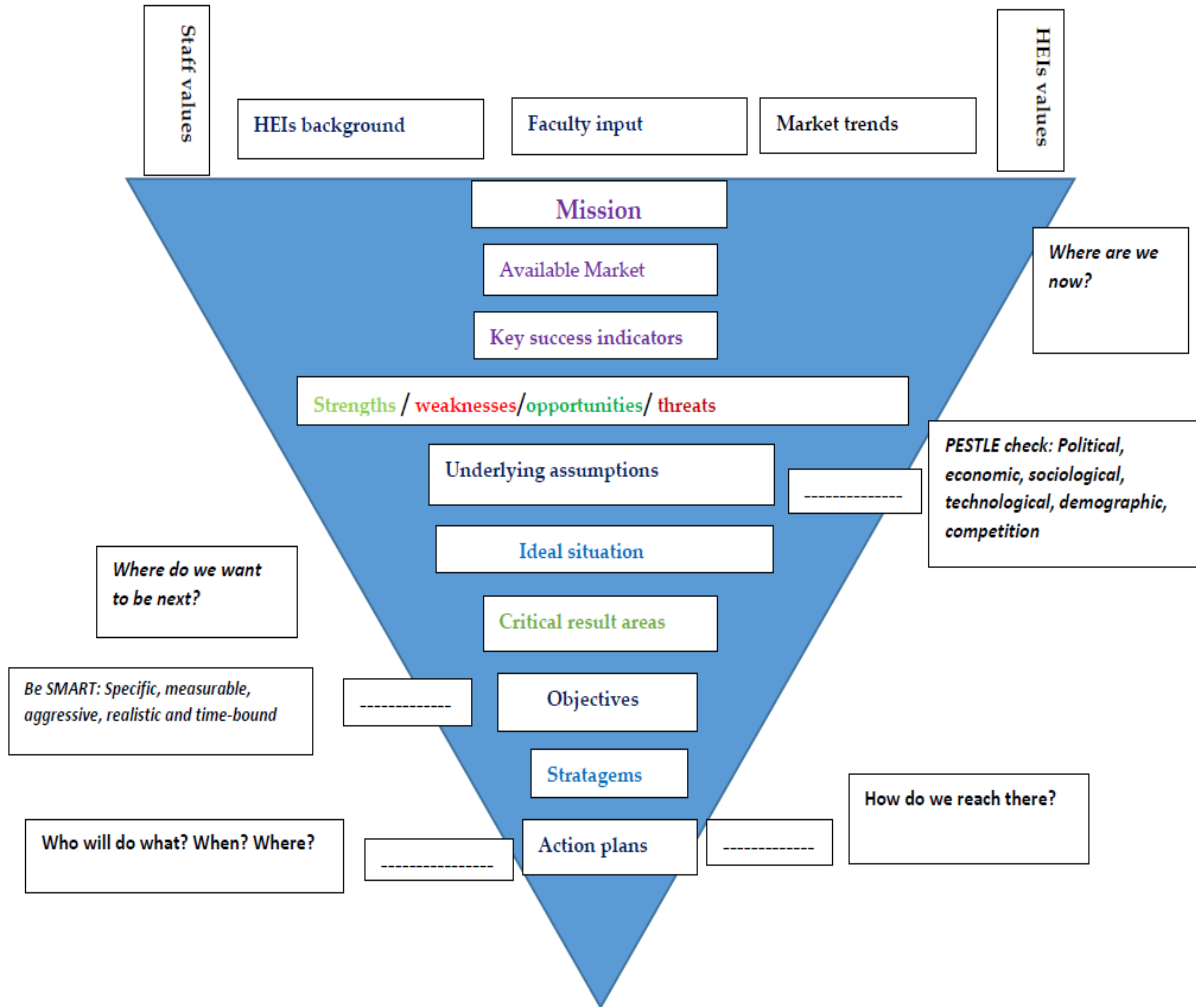 Staff values
HEIs values
HEIs background
Faculty input
Market trends
Mission
Available Market
Where are we
now?
Key success indicators
Strengths / weaknesses/opportunities/ threats
Underlying assumptions
--------------
PESTLE check: Political,
economic, sociological,
technological, demographic,
competition
Ideal situation
Where do we want
to be next?
Critical result areas
Be SMART: Specific, measurable,
aggressive, realistic and time-bound
-------------
Objectives
Stratagems
How do we reach there?
Who will do what? When? Where?
----------------
Action plans
-------------